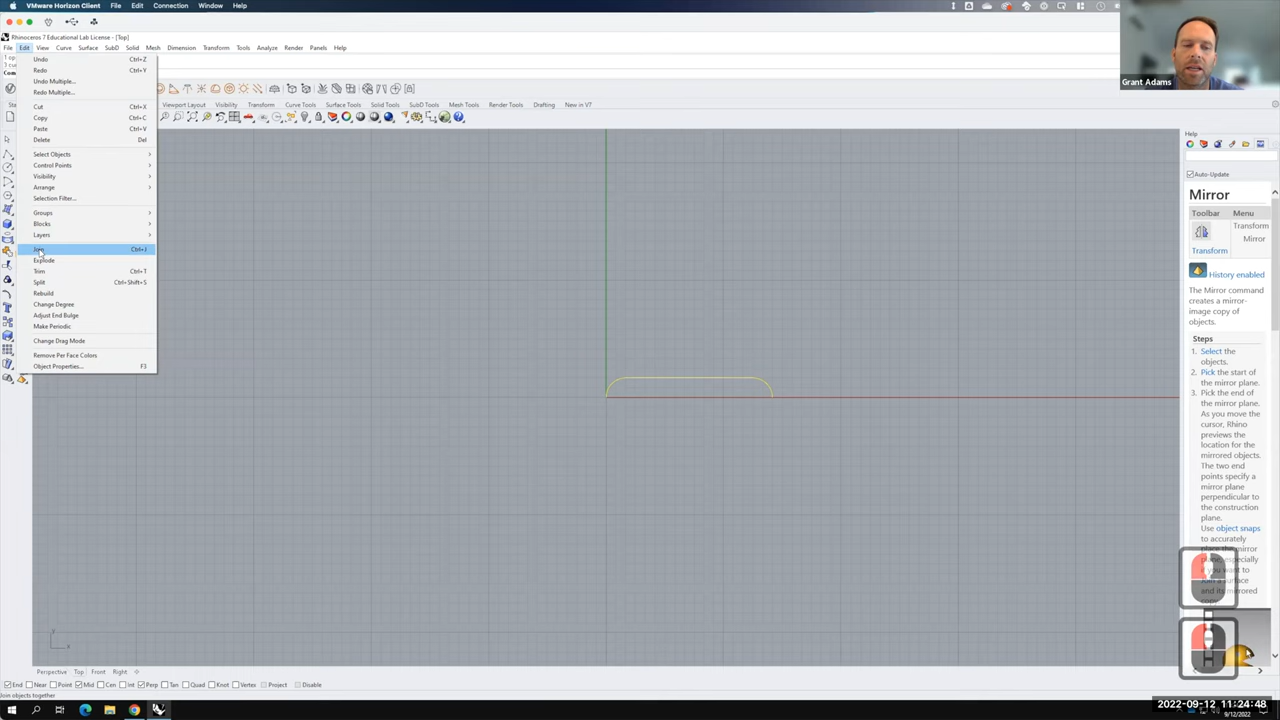 VMware Horizon Client File Edit Connection Window Help
Rhinoceros 7 Educational Lab License - [Top]
File Edit View Curve Surface SubD Solid Mesh Dimension Transform Tools Analyze Render Panels Help
Viewport Layout Visibility Transform Curve Tools Surface Tools Solid Tools SubD Tools Mesh Tools Render Tools Drafting New in V7
Undo Ctrl+Z
Redo Ctrl+Y
Undo Multiple...
Redo Multiple...
Cut Ctrl+X
Copy Ctrl+C
Paste Ctrl+V
Delete Del
Select Objects
Control Points
Visibility
Arrange
Selection Filter...
Groups
Blocks
Layers
Join Ctrl+J
Explode
Trim Ctrl+T
Split Ctrl+Shift+S
Rebuild
Change Degree
Adjust End Bulge
Make Periodic
Change Drag Mode
Remove Per Face Colors
Object Properties... F3
Grant Adams
Help
Auto-Update
Mirror
Toolbar Menu
Transform
Mirror
Transform
History enabled
The Mirror command
creates a mirror-
image copy of
objects.
Steps
1. Select the
objects.
2. Pick the start of
the mirror plane.
3. Pick the end of
the mirror plane.
As you move the
cursor, Rhino
previews the
location for the
mirrored objects.
The two end
points specify a
mirror plane
perpendicular to
the construction
plane.
Use object snaps
to accurately
Perspective Top Front Right
End Near Point Mid Cen Int Perp Tan Quad Knot Vertex Project Disable
Join objects together
2022-09-12 11:24:48
9/12/2022